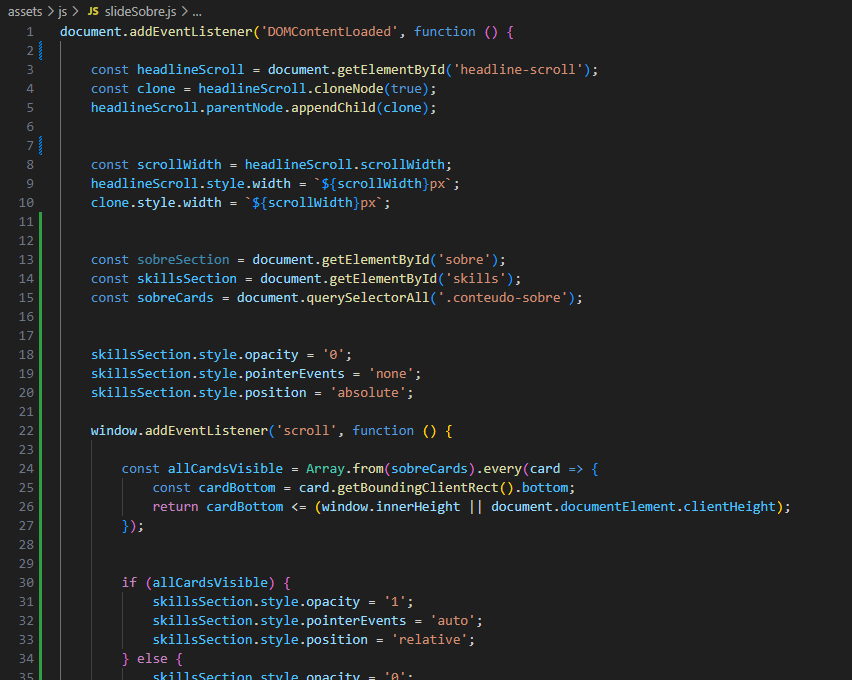 assets > js > JS slideSobre.js > ...
1 document.addEventListener('DOMContentLoaded', function () {
2
3     const headlineScroll = document.getElementById('headline-scroll');
4     const clone = headlineScroll.cloneNode(true);
5     headlineScroll.parentNode.appendChild(clone);
6
7
8     const scrollWidth = headlineScroll.scrollWidth;
9     headlineScroll.style.width = `${scrollWidth}px`;
10     clone.style.width = `${scrollWidth}px`;
11
12
13     const sobreSection = document.getElementById('sobre');
14     const skillsSection = document.getElementById('skills');
15     const sobreCards = document.querySelectorAll('.conteudo-sobre');
16
17
18     skillsSection.style.opacity = '0';
19     skillsSection.style.pointerEvents = 'none';
20     skillsSection.style.position = 'absolute';
21
22     window.addEventListener('scroll', function () {
23
24         const allCardsVisible = Array.from(sobreCards).every(card => {
25             const cardBottom = card.getBoundingClientRect().bottom;
26             return cardBottom <= (window.innerHeight || document.documentElement.clientHeight);
27         });
28
29
30         if (allCardsVisible) {
31             skillsSection.style.opacity = '1';
32             skillsSection.style.pointerEvents = 'auto';
33             skillsSection.style.position = 'relative';
34         } else {
35             skillsSection.style.opacity = '0';